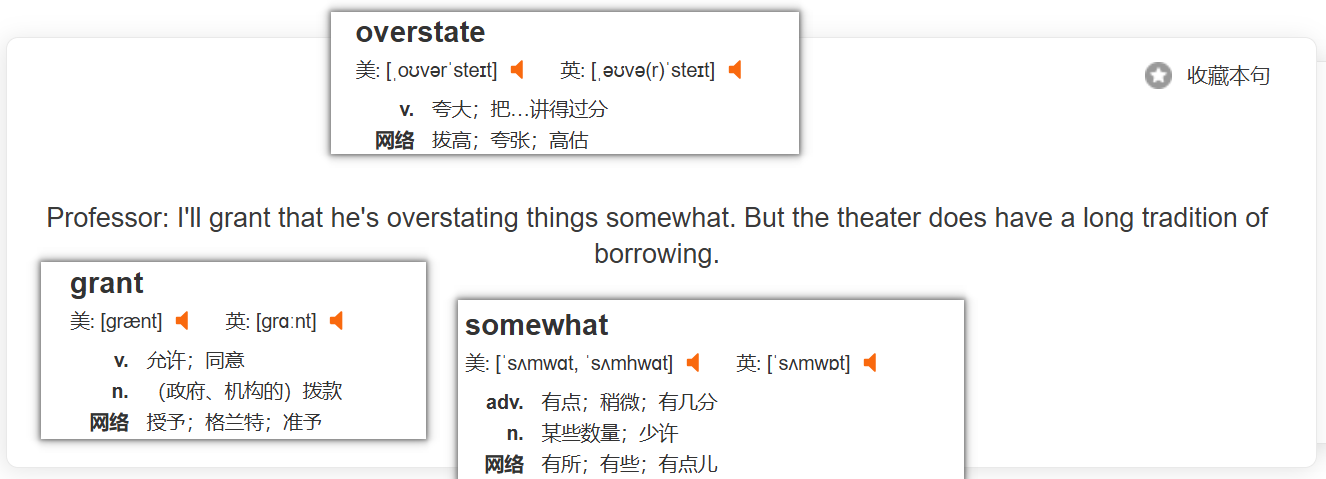 overstate
美: [ˌoʊvərˈsteɪt] 英: [ˌəʊvə(r)ˈsteɪt]
v. 夸大；把…讲得过分
网络 拔高；夸张；高估
收藏本句
Professor: I'll grant that he's overstating things somewhat. But the theater does have a long tradition of
borrowing.
grant
美: [ɡrænt] 英: [ɡrɑːnt]
v. 允许；同意
n. （政府、机构的）拨款
网络 授予；格兰特；准予
somewhat
美: [ˈsʌmwɑt, ˈsʌmhwɑt] 英: [ˈsʌmwɒt]
adv. 有点；稍微；有几分
n. 某些数量；少许
网络 有所；有些；有点儿